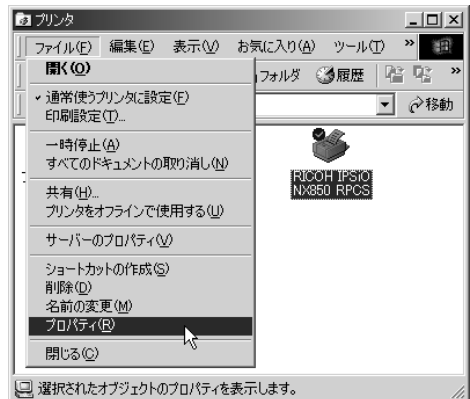 プリンタ
ファイル(F) 編集(E) 表示(V) お気に入り(A) ツール(T) »
フォルダ 履歴 »
移動
開く(O)
通常使うプリンタに設定(F)
印刷設定(T)...
一時停止(A)
すべてのドキュメントの取り消し(N)
共有(H)...
プリンタをオフラインで使用する(U)
サーバーのプロパティ(V)
ショートカットの作成(S)
削除(D)
名前の変更(M)
プロパティ(R)
閉じる(C)
RICOH IPSiO
NX850 RPCS
選択されたオブジェクトのプロパティを表示します。